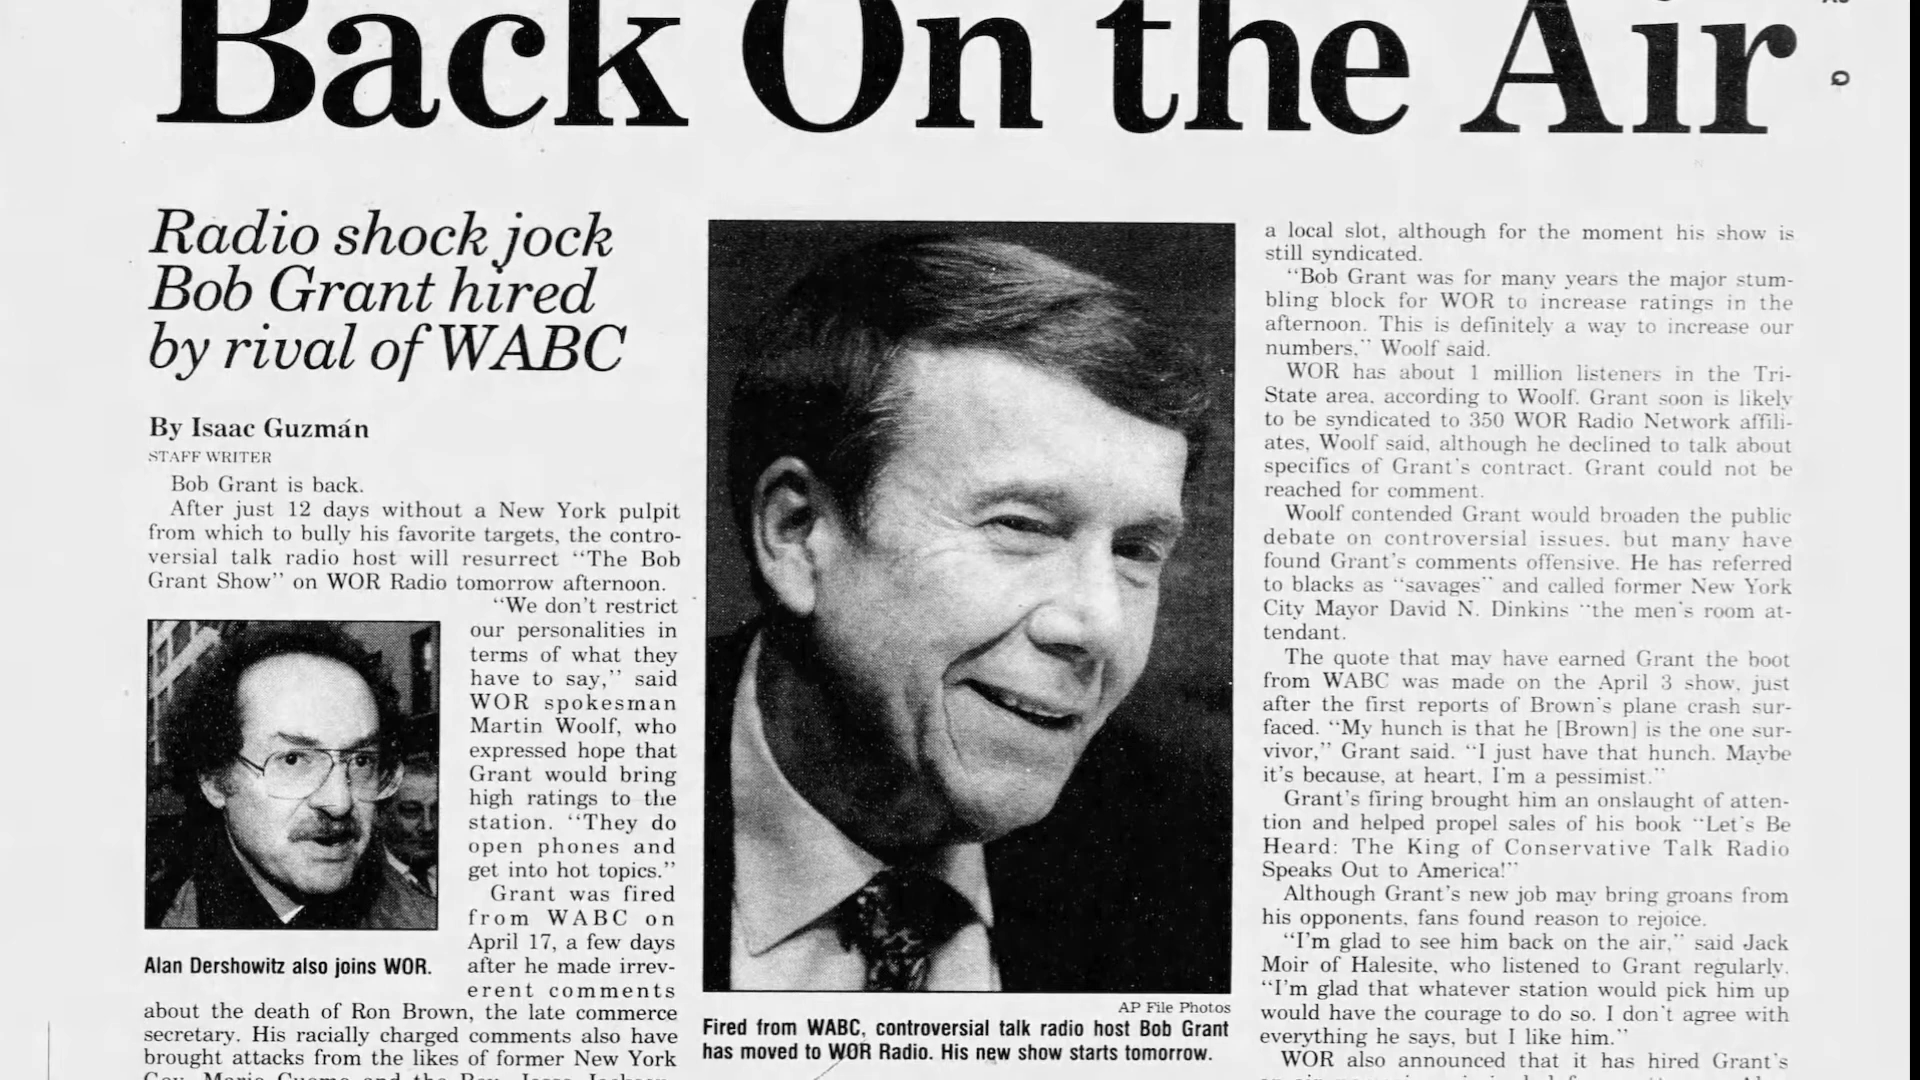 Back On the Air
Radio shock jock
Bob Grant hired
by rival of WABC
By Isaac Guzmán
STAFF WRITER
Bob Grant is back.
After just 12 days without a New York pulpit
from which to bully his favorite targets, the contro-
versial talk radio host will resurrect "The Bob
Grant Show" on WOR Radio tomorrow afternoon.
"We don't restrict
our personalities in
terms of what they
have to say," said
WOR spokesman
Martin Woolf, who
expressed hope that
Grant would bring
high ratings to the
station. "They do
open phones and
get into hot topics."
Grant was fired
from WABC on
April 17, a few days
after he made irrev-
erent comments
about the death of Ron Brown, the late commerce
secretary. His racially charged comments also have
brought attacks from the likes of former New York
Gov. Mario Cuomo and the Rev. Jesse Jackson.
Alan Dershowitz also joins WOR.
AP File Photos
Fired from WABC, controversial talk radio host Bob Grant
has moved to WOR Radio. His new show starts tomorrow.
a local slot, although for the moment his show is
still syndicated.
"Bob Grant was for many years the major stum-
bling block for WOR to increase ratings in the
afternoon. This is definitely a way to increase our
numbers," Woolf said.
WOR has about 1 million listeners in the Tri-
State area, according to Woolf. Grant soon is likely
to be syndicated to 350 WOR Radio Network affili-
ates, Woolf said, although he declined to talk about
specifics of Grant's contract. Grant could not be
reached for comment.
Woolf contended Grant would broaden the public
debate on controversial issues, but many have
found Grant's comments offensive. He has referred
to blacks as "savages" and called former New York
City Mayor David N. Dinkins "the men's room at-
tendant.
The quote that may have earned Grant the boot
from WABC was made on the April 3 show, just
after the first reports of Brown's plane crash sur-
faced. "My hunch is that he [Brown] is the one sur-
vivor," Grant said. "I just have that hunch. Maybe
it's because, at heart, I'm a pessimist."
Grant's firing brought him an onslaught of atten-
tion and helped propel sales of his book "Let's Be
Heard: The King of Conservative Talk Radio
Speaks Out to America!"
Although Grant's new job may bring groans from
his opponents, fans found reason to rejoice.
"I'm glad to see him back on the air," said Jack
Moir of Halesite, who listened to Grant regularly.
"I'm glad that whatever station would pick him up
would have the courage to do so. I don't agree with
everything he says, but I like him."
WOR also announced that it has hired Grant's